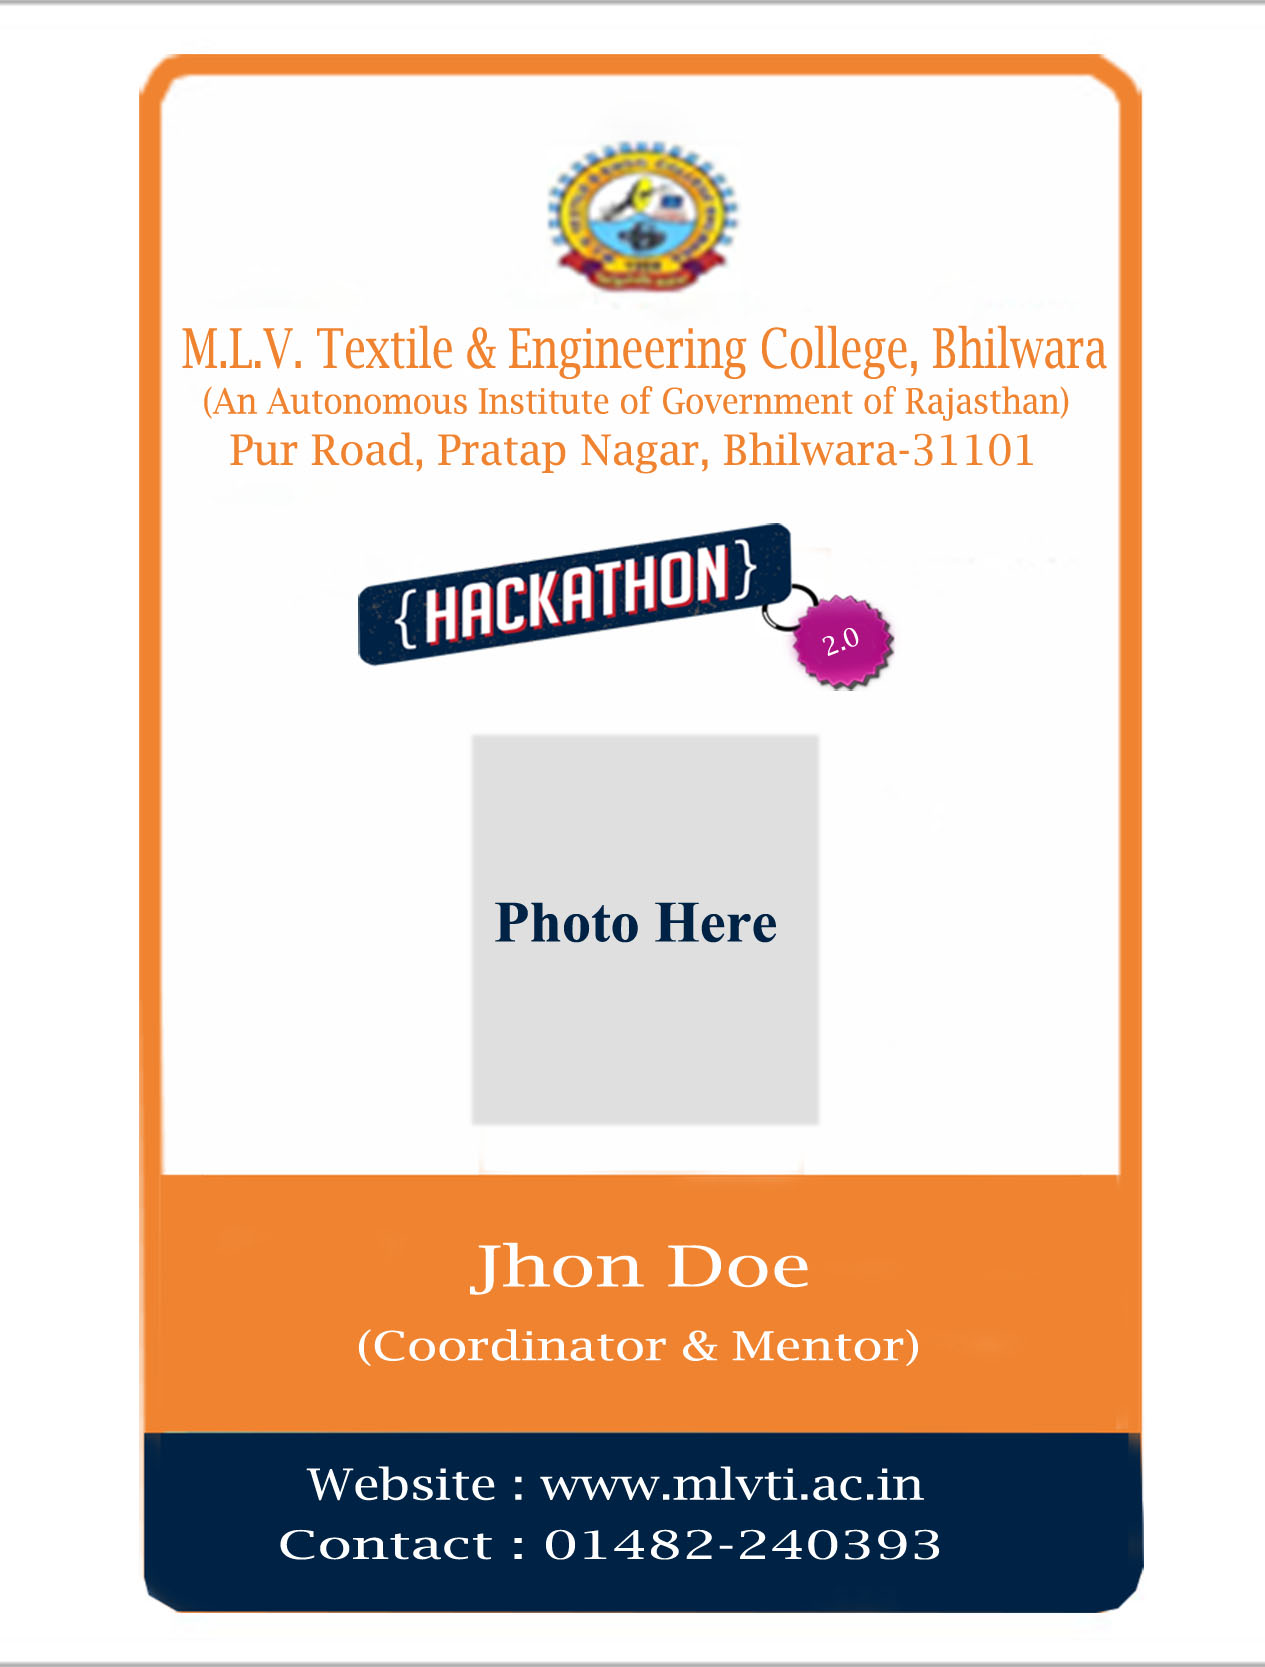 M.L.V. Textile & Engineering College, Bhilwara
(An Autonomous Institute of Government of Rajasthan)
Pur Road, Pratap Nagar, Bhilwara-31101
{HACKATHON}
2.0
Photo Here
Jhon Doe
(Coordinator & Mentor)
Website : www.mlvti.ac.in
Contact : 01482-240393